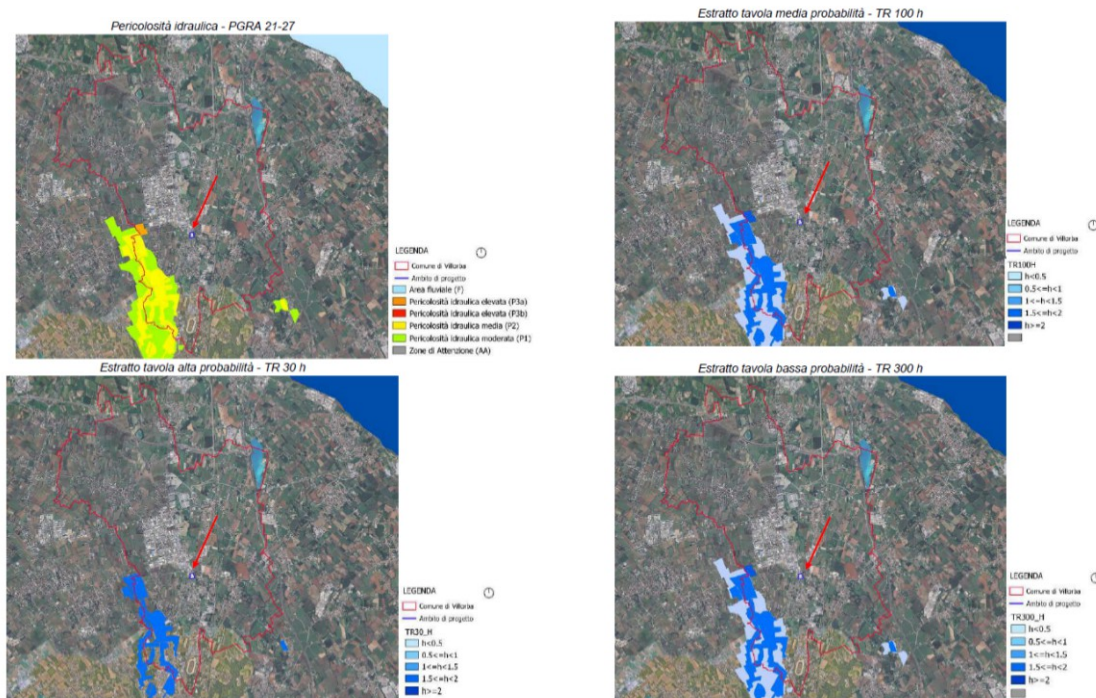 Pericolosità idraulica - PGRA 21-27
LEGENDA
Comune di Villorba
Ambito di progetto
Area fluviale (F)
Pericolosità idraulica elevata (P3a)
Pericolosità idraulica elevata (P3b)
Pericolosità idraulica media (P2)
Pericolosità idraulica moderata (P1)
Zone di Attenzione (AA)
Estratto tavola media probabilità - TR 100 h
LEGENDA
Comune di Villorba
Ambito di progetto
TR100H
h<0.5
0.5<=h<1
1<=h<1.5
1.5<=h<2
h>=2
Estratto tavola alta probabilità - TR 30 h
LEGENDA
Comune di Villorba
Ambito di progetto
TR30_H
h<0.5
0.5<=h<1
1<=h<1.5
1.5<=h<2
h>=2
Estratto tavola bassa probabilità - TR 300 h
LEGENDA
Comune di Villorba
Ambito di progetto
TR300_H
h<0.5
0.5<=h<1
1<=h<1.5
1.5<=h<2
h>=2